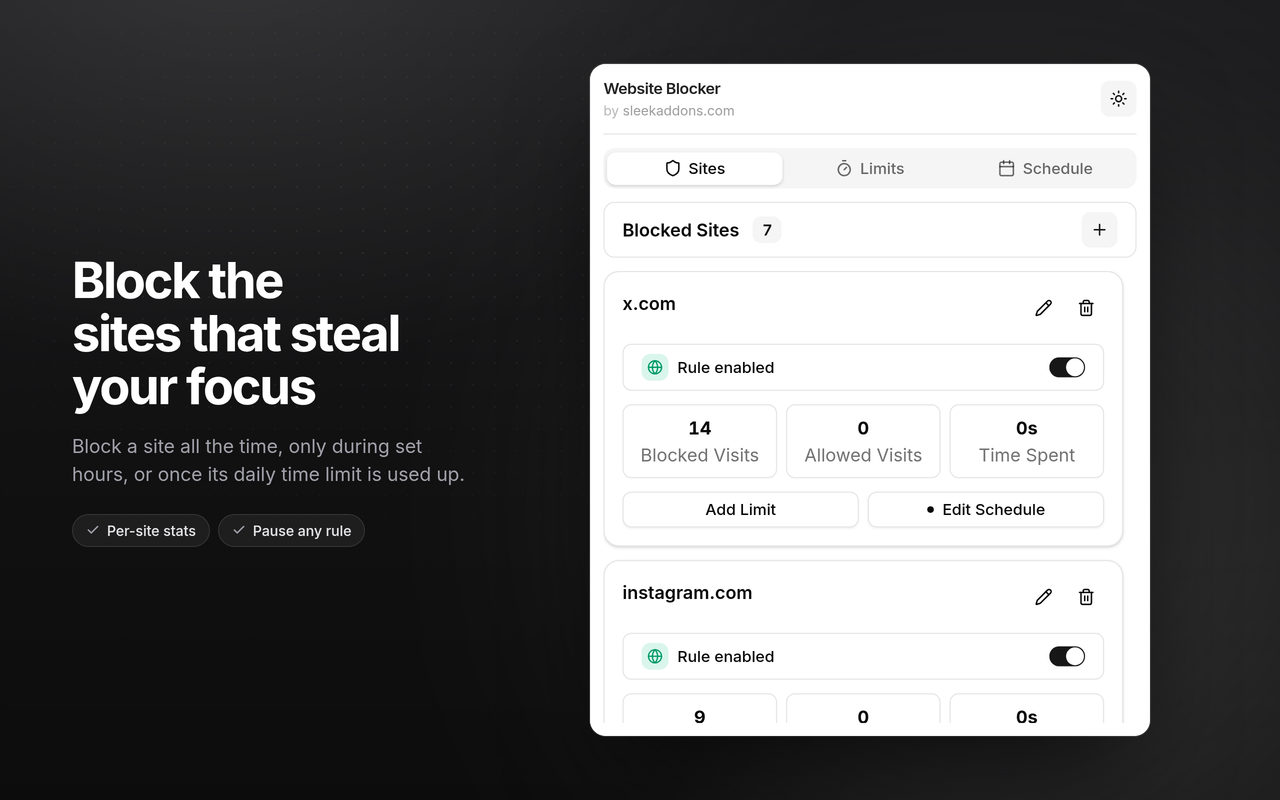 Block the
sites that steal
your focus
Block a site all the time, only during set
hours, or once its daily time limit is used up.
Per-site stats
Pause any rule
Website Blocker
by sleekaddons.com
Sites
Limits
Schedule
Blocked Sites 7
x.com
Rule enabled
14
Blocked Visits
0
Allowed Visits
0s
Time Spent
Add Limit
Edit Schedule
instagram.com
Rule enabled
9
0
0s